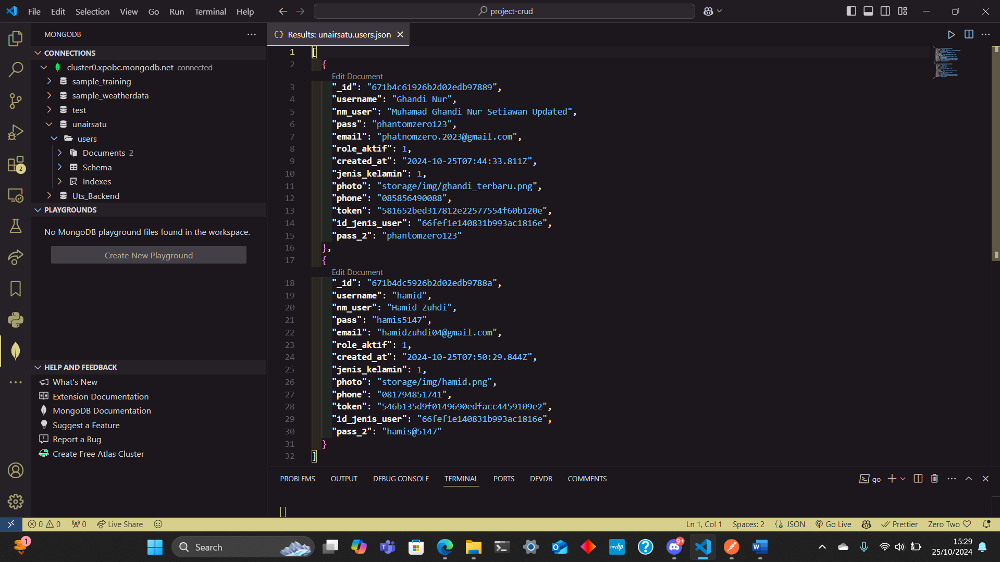 File Edit Selection View Go Run Terminal Help
project-crud
MONGODB
CONNECTIONS
cluster0.xpobc.mongodb.net connected
sample_training
sample_weatherdata
test
unairsatu
users
Documents 2
Schema
Indexes
Uts_Backend
PLAYGROUNDS
No MongoDB playground files found in the workspace.
Create New Playground
HELP AND FEEDBACK
What's New
Extension Documentation
MongoDB Documentation
Suggest a Feature
Report a Bug
Create Free Atlas Cluster
2
Results: unairsatu.users.json
1 [
2 {
Edit Document
3 "_id": "671b4c61926b2d02edb97889",
4 "username": "Ghandi Nur",
5 "nm_user": "Muhamad Ghandi Nur Setiawan Updated",
6 "pass": "phantomzero123",
7 "email": "phatnomzero.2023@gmail.com",
8 "role_aktif": 1,
9 "created_at": "2024-10-25T07:44:33.811Z",
10 "jenis_kelamin": 1,
11 "photo": "storage/img/ghandi_terbaru.png",
12 "phone": "085856490088",
13 "token": "581652bed317812e22577554f60b120e",
14 "id_jenis_user": "66fef1e140831b993ac1816e",
15 "pass_2": "phantomzero123"
16 },
17 {
Edit Document
18 "_id": "671b4dc5926b2d02edb9788a",
19 "username": "hamid",
20 "nm_user": "Hamid Zuhdi",
21 "pass": "hamis5147",
22 "email": "hamidzuhdi04@gmail.com",
23 "role_aktif": 1,
24 "created_at": "2024-10-25T07:50:29.844Z",
25 "jenis_kelamin": 1,
26 "photo": "storage/img/hamid.png",
27 "phone": "081794851741",
28 "token": "546b135d9f0149690edfacc4459109e2",
29 "id_jenis_user": "66fef1e140831b993ac1816e",
30 "pass_2": "hamis@5147"
31 }
32 ]
PROBLEMS OUTPUT DEBUG CONSOLE TERMINAL PORTS DEVDB COMMENTS
go
0 0 0 Live Share
Ln 1, Col 1 Spaces: 2 {} JSON Go Live Prettier Zero Two
1
Search
myhp
9+
15:29
25/10/2024